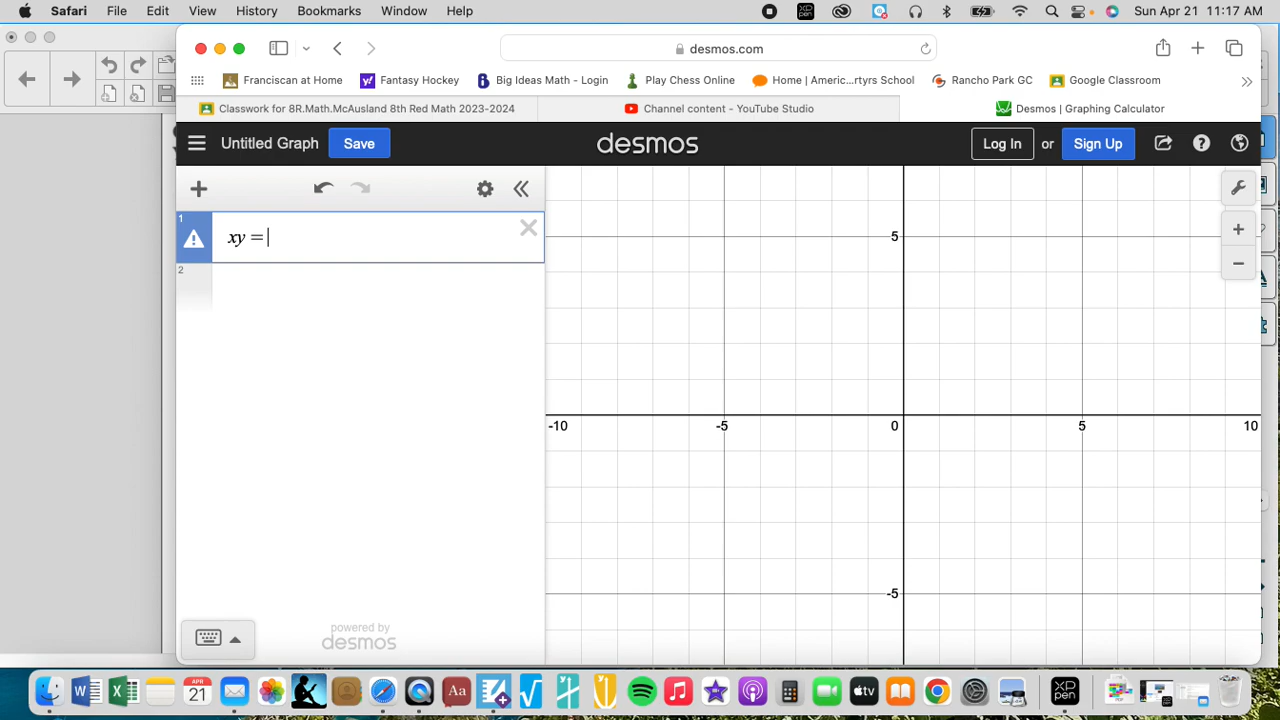 Safari File Edit View History Bookmarks Window Help Sun Apr 21 11:17 AM
desmos.com
Franciscan at Home Fantasy Hockey Big Ideas Math - Login Play Chess Online Home | Americ...rtyrs School Rancho Park GC Google Classroom
Classwork for 8R.Math.McAusland 8th Red Math 2023-2024 Channel content - YouTube Studio Desmos | Graphing Calculator
Untitled Graph Save desmos Log In or Sign Up
1
xy =
2
5
-10 -5 0 5 10
-5
powered by
desmos
APR
21
Aa
xp
pen
tv